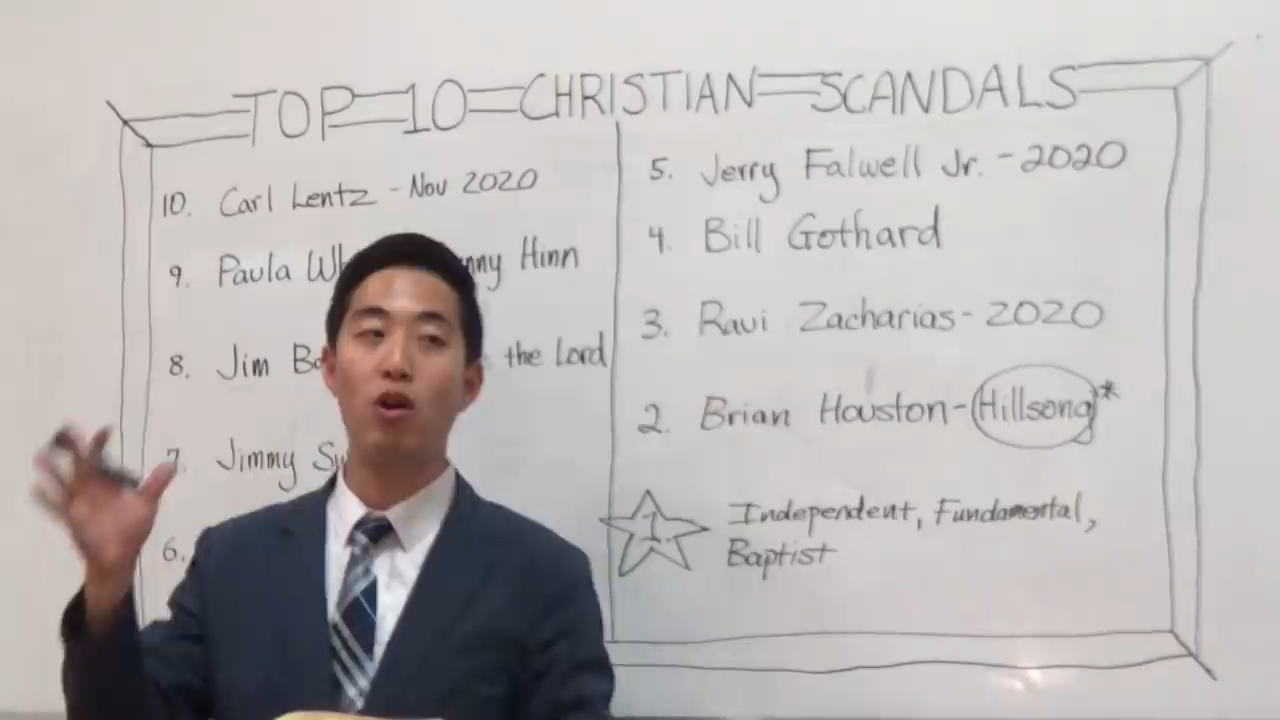 TOP 10 CHRISTIAN SCANDALS
10. Carl Lentz - Nov 2020
9. Paula Hinn
8. Jim the Lord
7. Jimmy
6.
5. Jerry Falwell Jr. - 2020
4. Bill Gothard
3. Ravi Zacharias - 2020
2. Brian Houston - Hillsong*
1 Independent, Fundamental,
Baptist